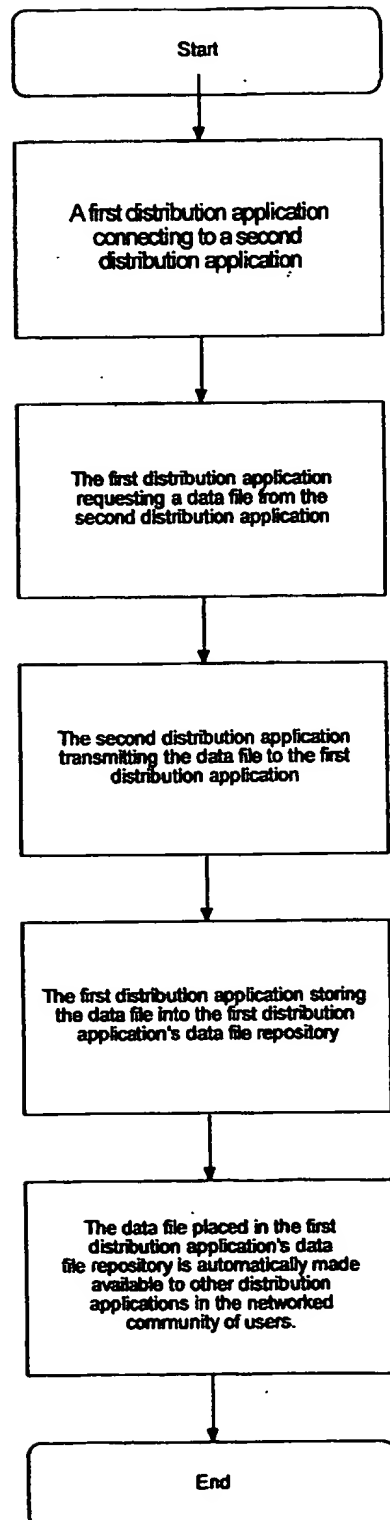 Start
A first distribution application
connecting to a second
distribution application
The first distribution application
requesting a data file from the
second distribution application
The second distribution application
transmitting the data file to the first
distribution application
The first distribution application storing
the data file into the first distribution
application's data file repository
The data file placed in the first
distribution application's data
file repository is automatically made
available to other distribution
applications in the networked
community of users.
End